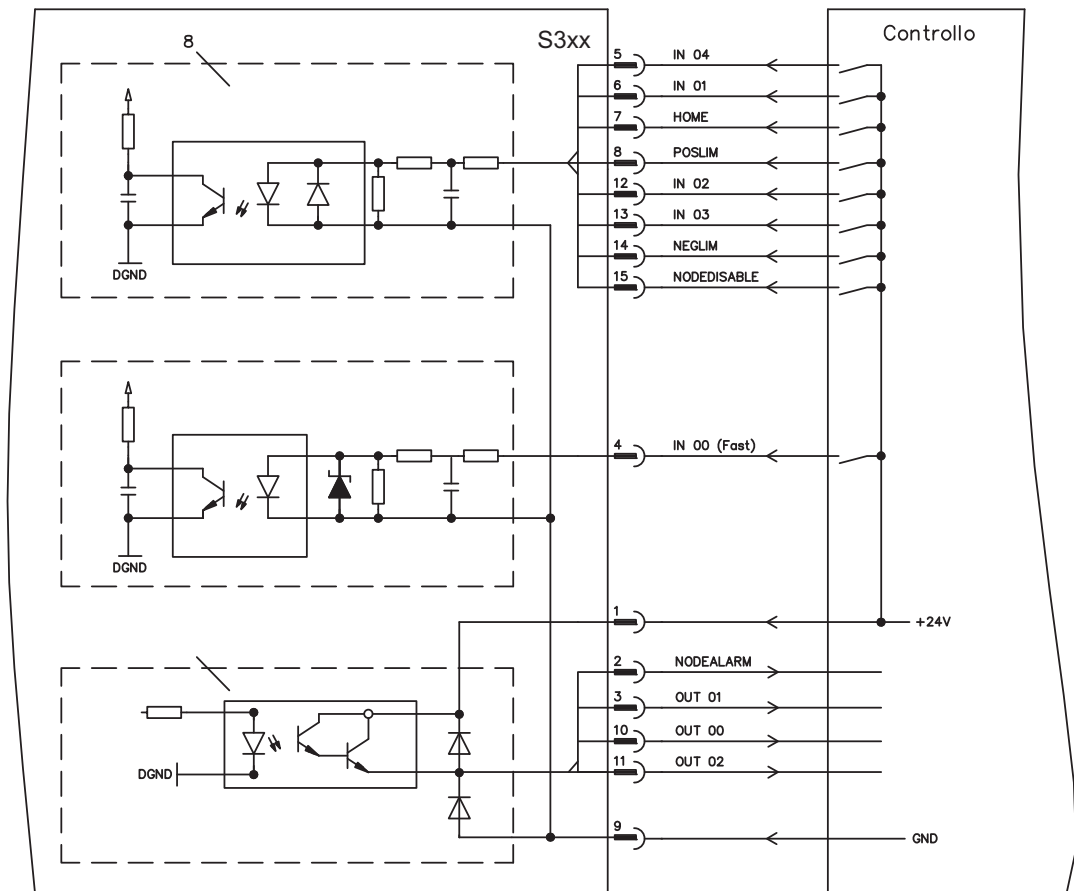 8
S3xx
Controllo
5 IN 04
6 IN 01
7 HOME
8 POSLIM
12 IN 02
13 IN 03
14 NEGLIM
15 NODEDISABLE
DGND
4 IN 00 (Fast)
DGND
1 +24V
2 NODEALARM
3 OUT 01
10 OUT 00
11 OUT 02
DGND
9 GND